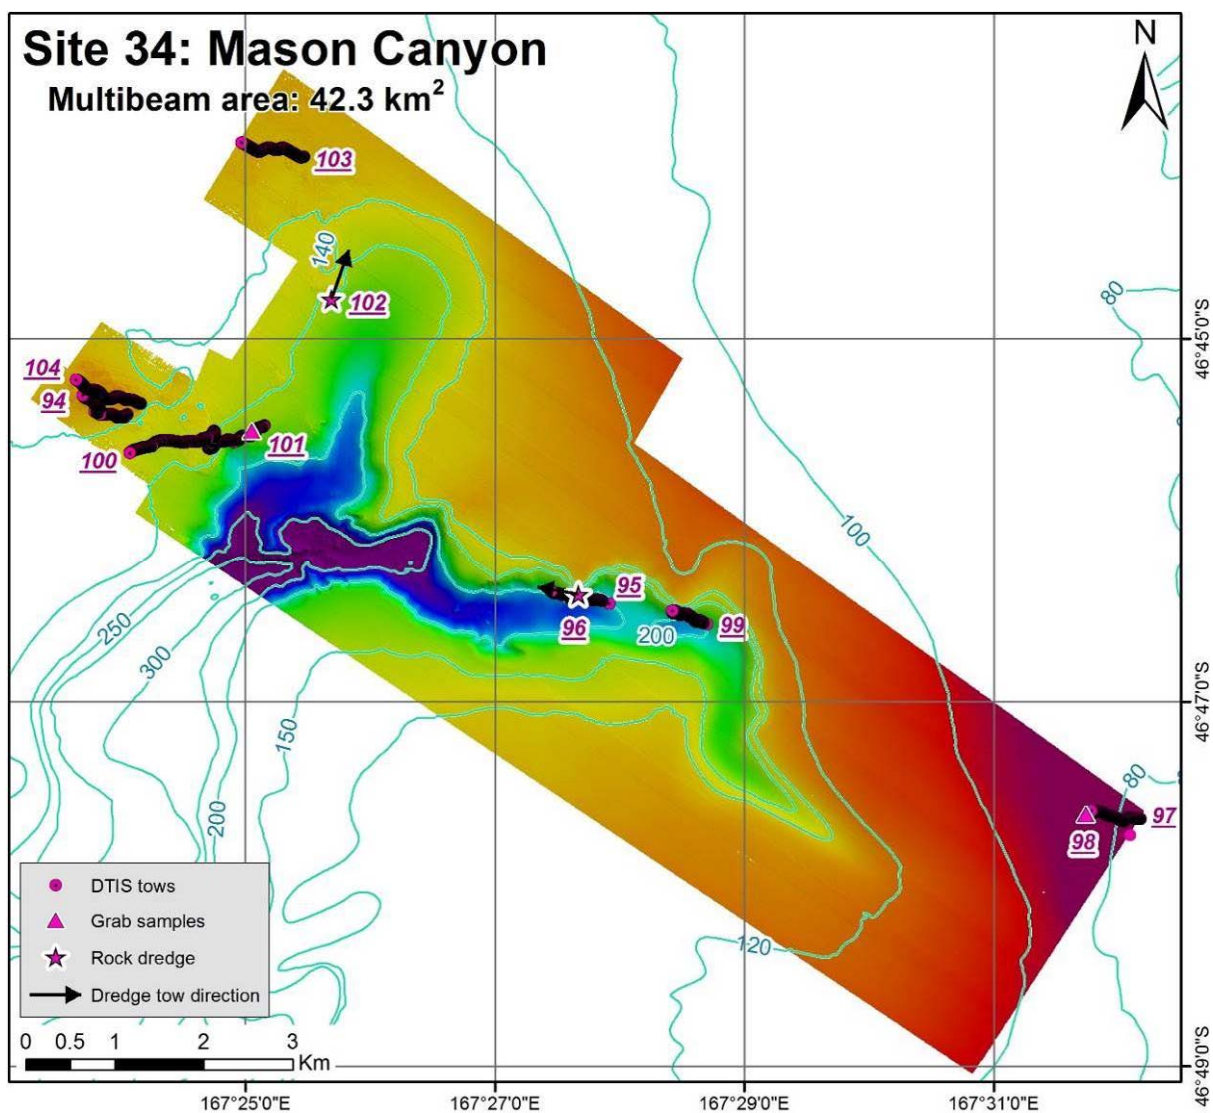 Site 34: Mason Canyon
Multibeam area: 42.3 km²
N
103
140
102
80
46°45'0"S
104
94
100
101
100
95
96
200
99
250
300
150
200
46°47'0"S
80
97
98
120
DTIS tows
Grab samples
Rock dredge
Dredge tow direction
0 0.5 1 2 3
Km
46°49'0"S
167°25'0"E 167°27'0"E 167°29'0"E 167°31'0"E